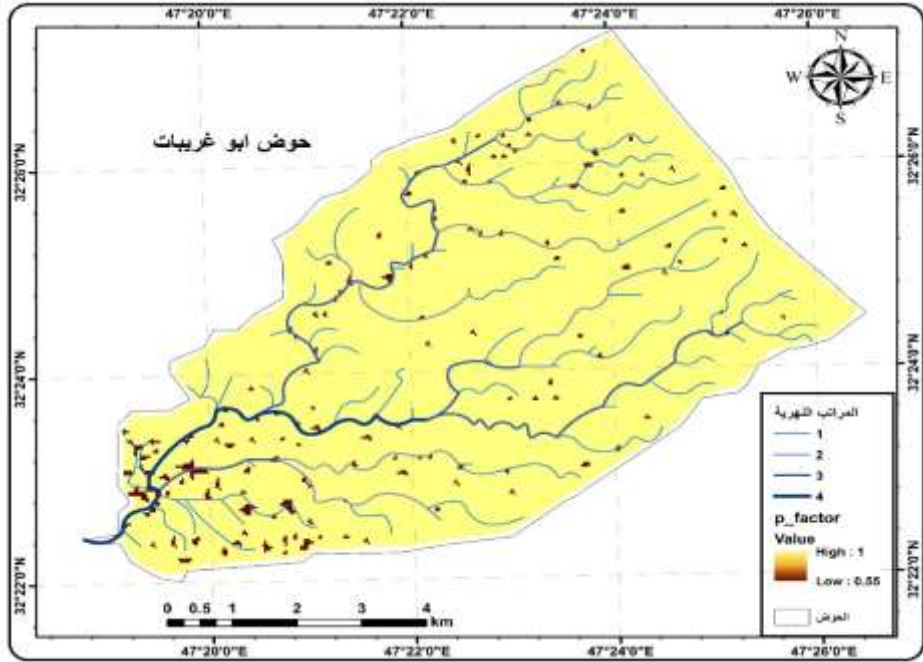 47°20'0"E 47°22'0"E 47°24'0"E 47°26'0"E
N
W E
S
حوض ابو غريبات
32°26'0"N 32°26'0"N
32°24'0"N 32°24'0"N
32°22'0"N 32°22'0"N
المراتب النهرية
1
2
3
4
p_factor
Value
High : 1
Low : 0.55
الحوض
0 0.5 1 2 3 4
km
47°20'0"E 47°22'0"E 47°24'0"E 47°26'0"E